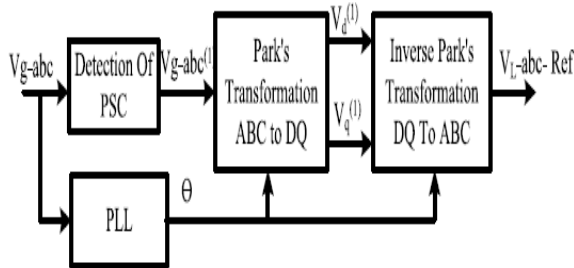 Vg-abc
Detection Of
PSC
Vg-abc(1)
Park's
Transformation
ABC to DQ
Vd(1)
Vq(1)
Inverse Park's
Transformation
DQ To ABC
VL-abc- Ref
PLL
θ